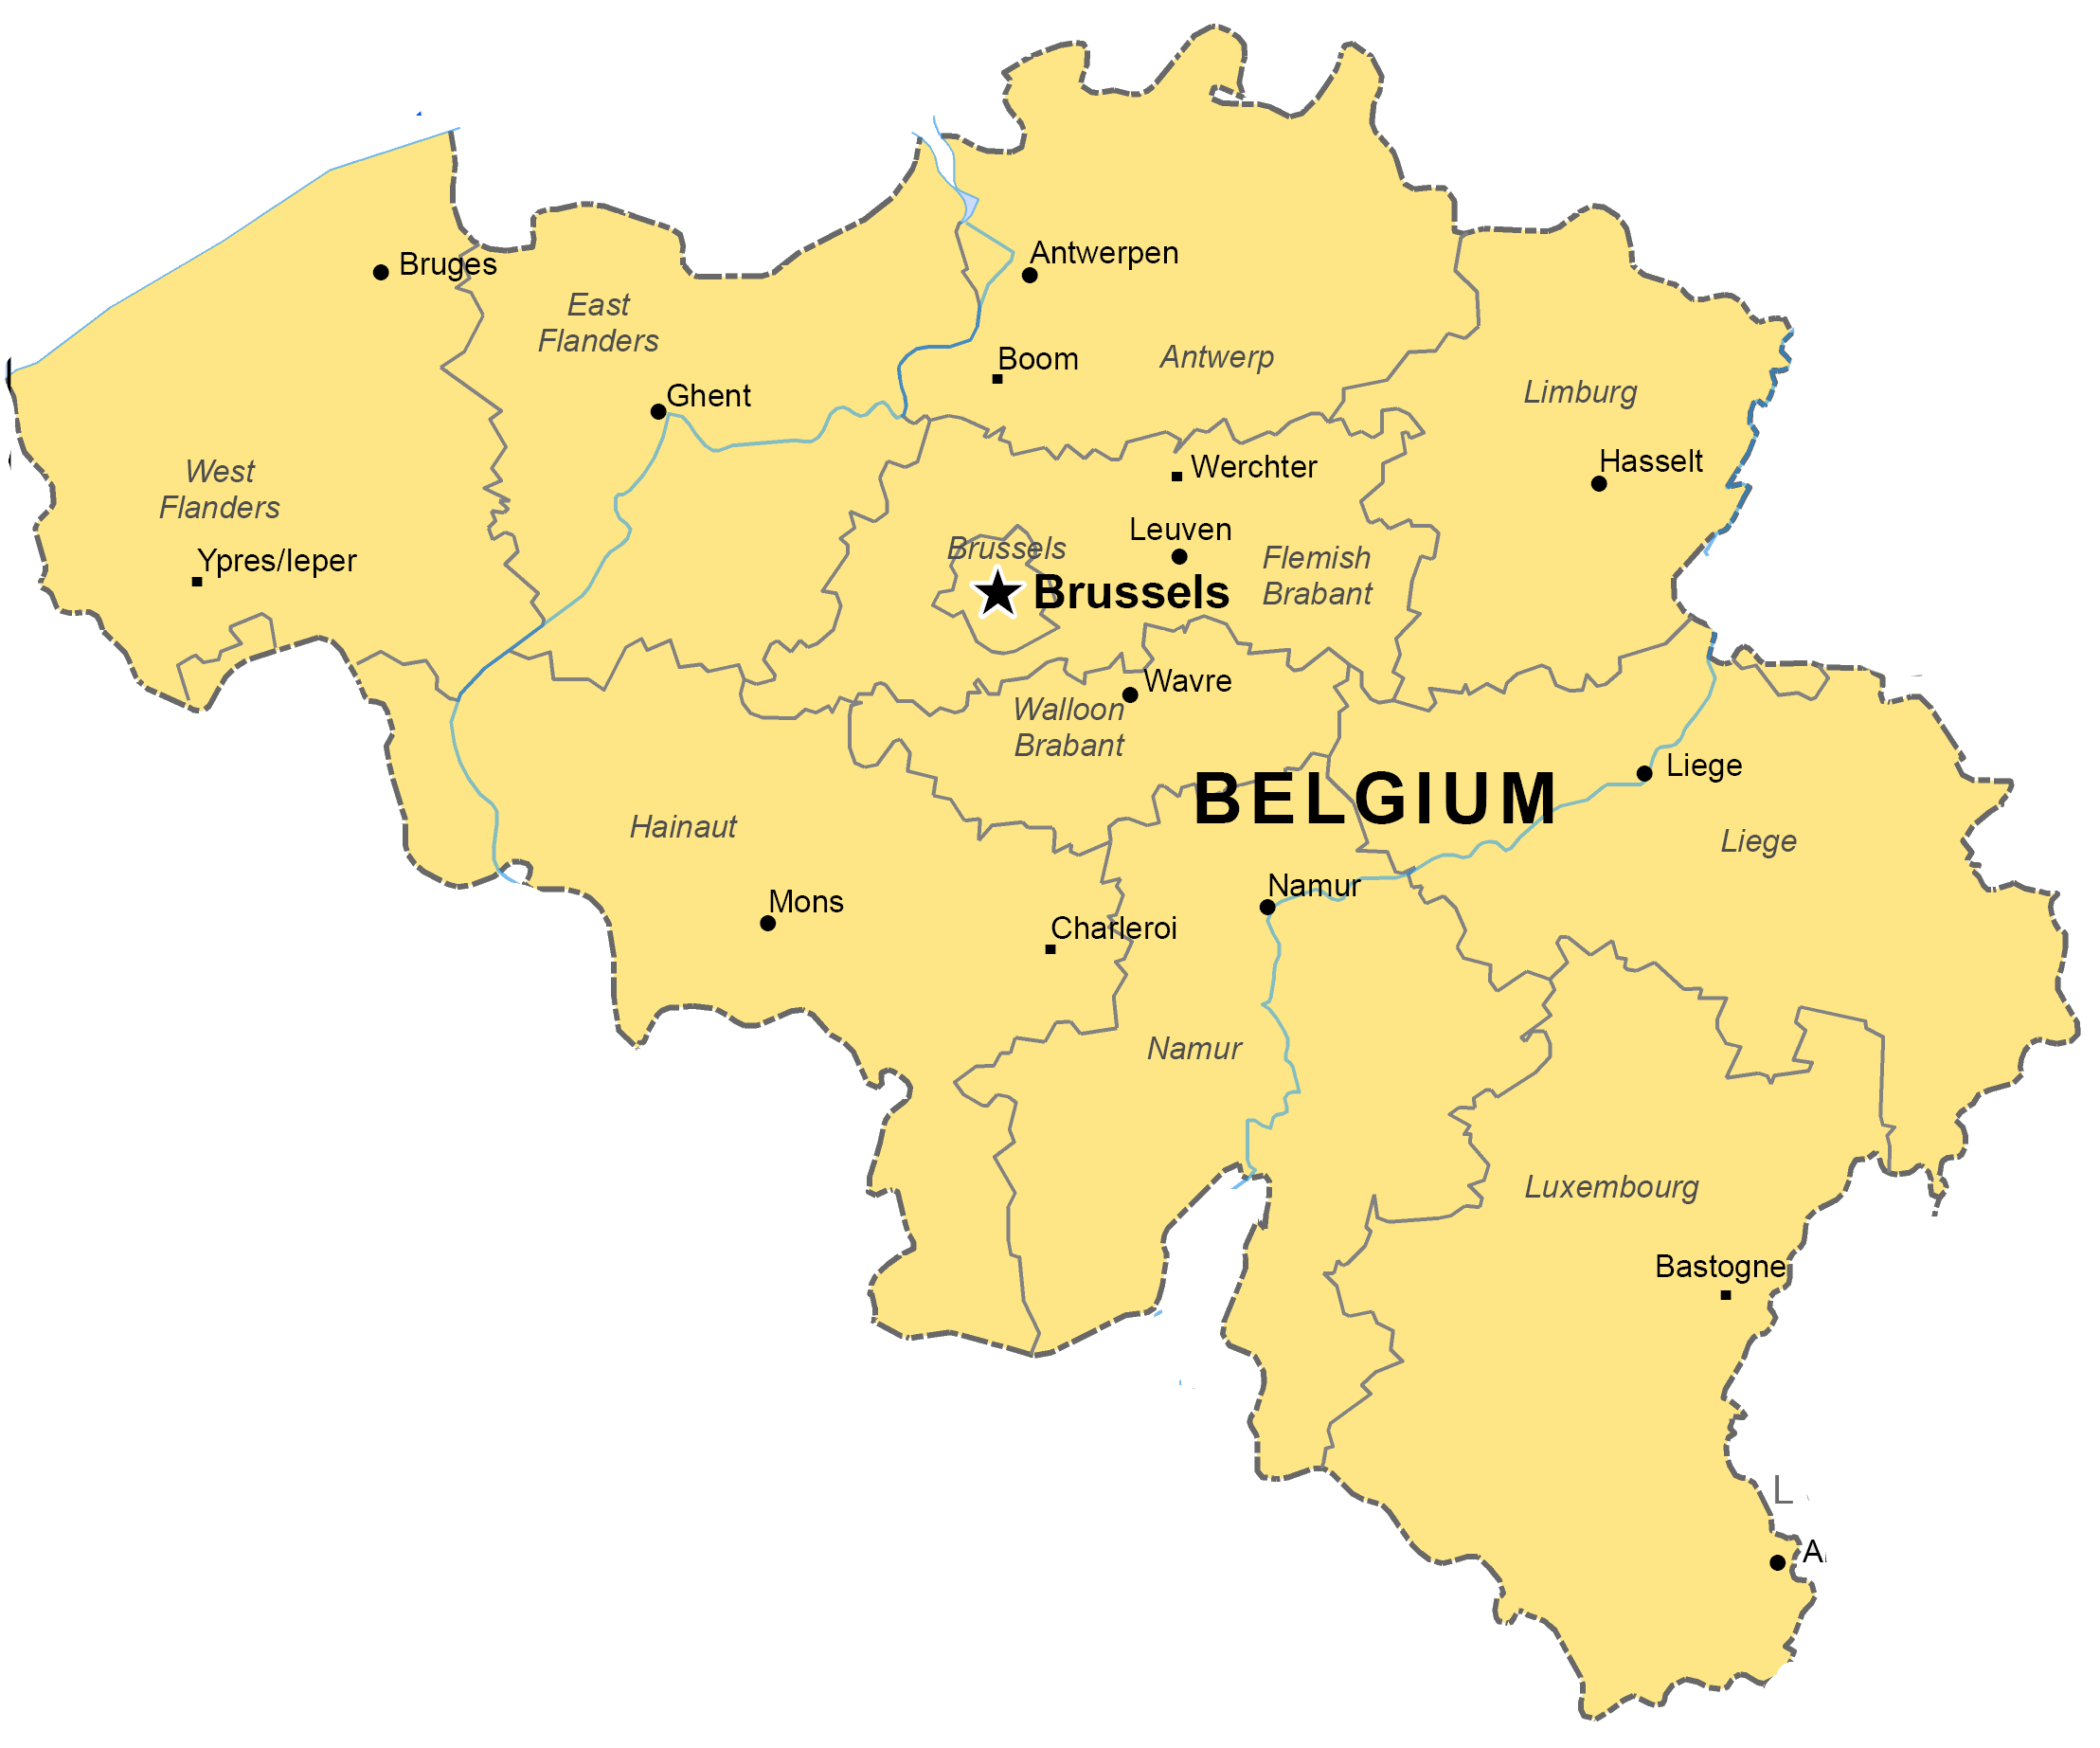 Bruges
Antwerpen
East
Flanders
Boom
Antwerp
Ghent
Limburg
West
Flanders
Werchter
Hasselt
Leuven
Brussels
Ypres/Ieper
Flemish
Brabant
Brussels
Wavre
Walloon
Brabant
Liege
BELGIUM
Hainaut
Liege
Namur
Mons
Charleroi
Namur
Luxembourg
Bastogne
L